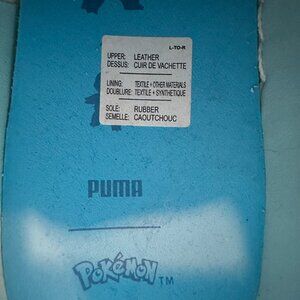 L-TO-R
UPPER: LEATHER
DESSUS: CUIR DE VACHETTE
LINING: TEXTILE + OTHER MATERIALS
DOUBLURE: TEXTILE + SYNTHETIQUE
SOLE: RUBBER
SEMELLE: CAOUTCHOUC
PUMA
POKéMON TM